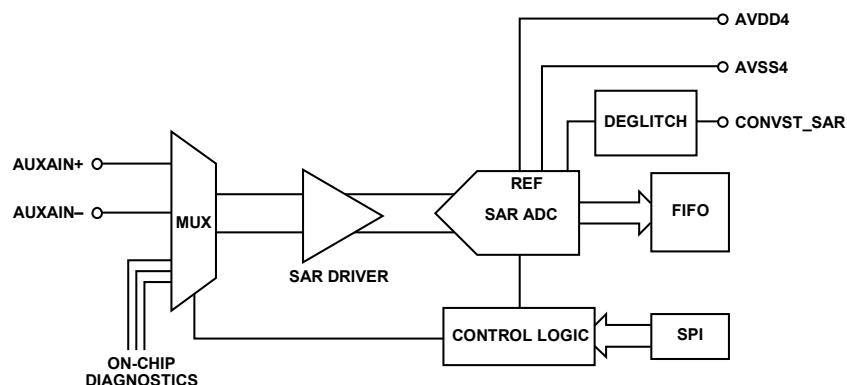 AVDD4
AVSS4
DEGLITCH
CONVST_SAR
AUXAIN+
REF
SAR ADC
FIFO
AUXAIN–
MUX
SAR DRIVER
CONTROL LOGIC
SPI
ON-CHIP
DIAGNOSTICS